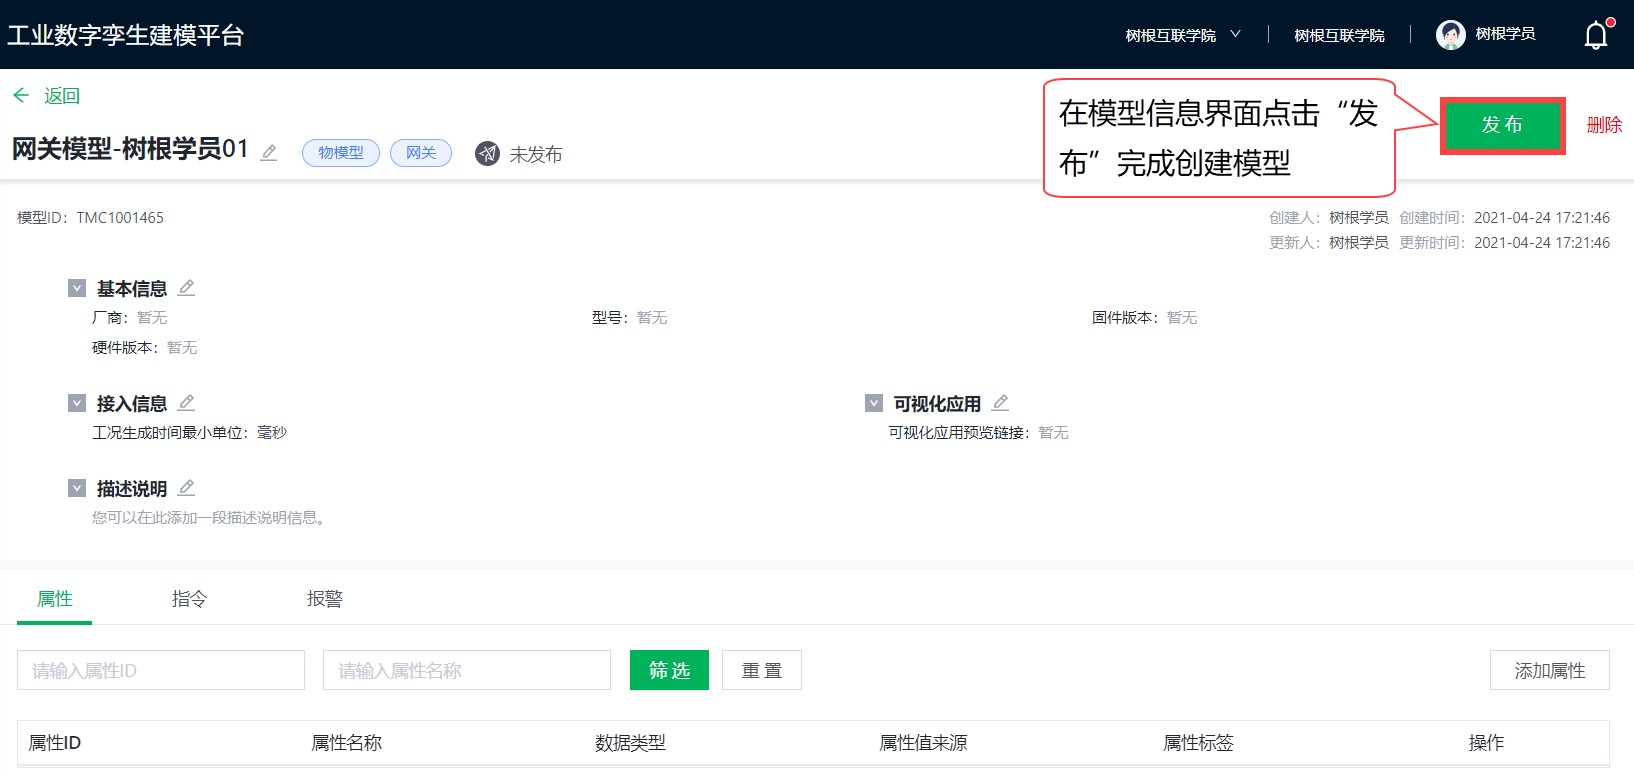 工业数字孪生建模平台
树根互联学院
树根互联学院
树根学员
返回
网关模型-树根学员01
物模型
网关
未发布
在模型信息界面点击“发
布”完成创建模型
发布
删除
模型ID：TMC1001465
创建人：树根学员 创建时间：2021-04-24 17:21:46
更新人：树根学员 更新时间：2021-04-24 17:21:46
基本信息
厂商：暂无
型号：暂无
固件版本：暂无
硬件版本：暂无
接入信息
工况生成时间最小单位：毫秒
可视化应用
可视化应用预览链接：暂无
描述说明
您可以在此添加一段描述说明信息。
属性
指令
报警
请输入属性ID
请输入属性名称
筛选
重置
添加属性
属性ID
属性名称
数据类型
属性值来源
属性标签
操作